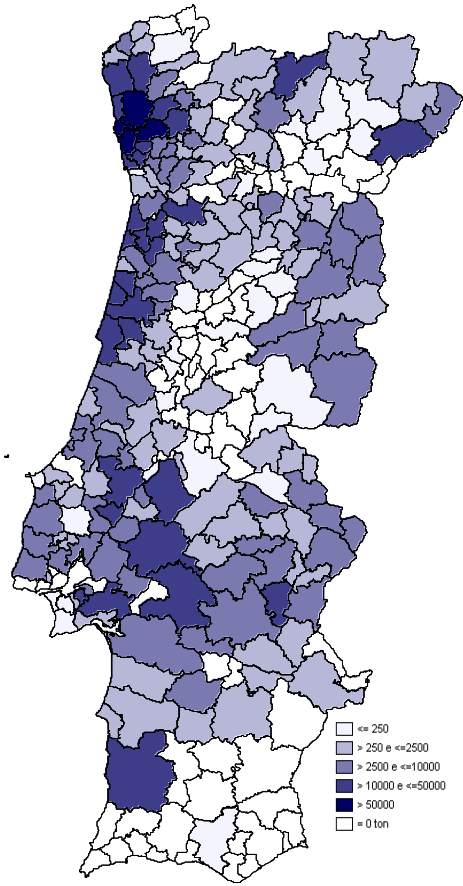 <= 250
> 250 e <=2500
> 2500 e <=10000
> 10000 e <=50000
> 50000
= 0 ton